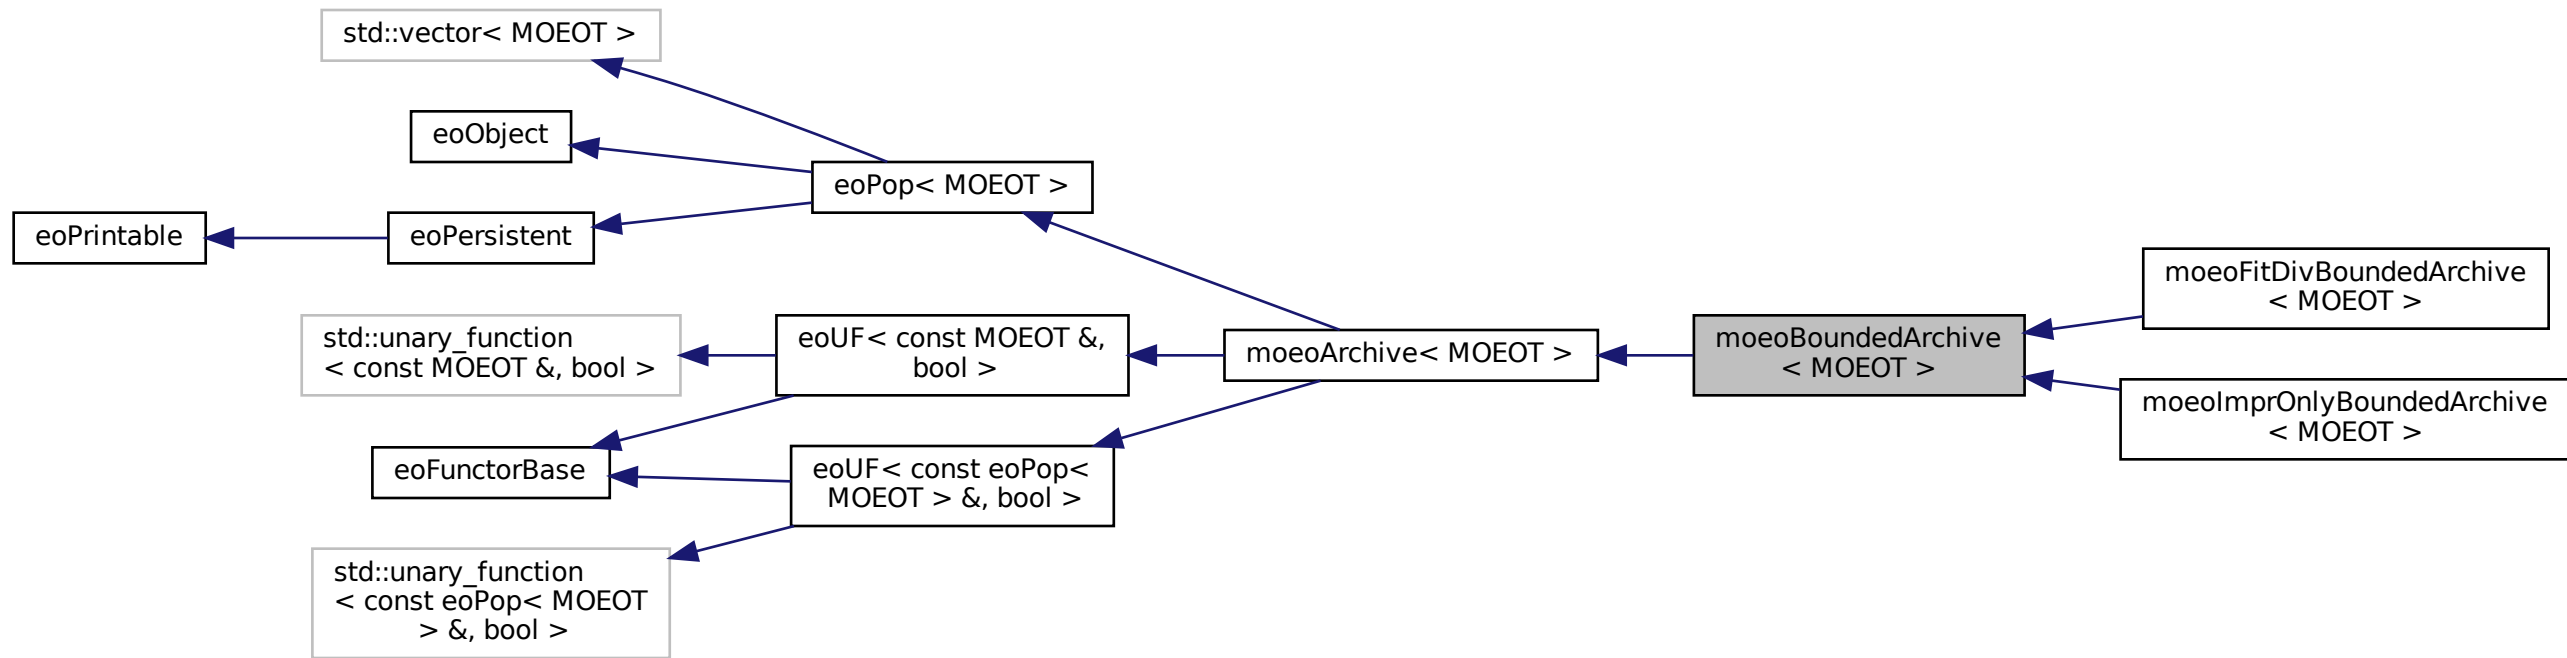 std::vector< MOEOT >
eoObject
eoPop< MOEOT >
eoPrintable
eoPersistent
moeoFitDivBoundedArchive
< MOEOT >
std::unary_function
< const MOEOT &, bool >
eoUF< const MOEOT &,
bool >
moeoArchive< MOEOT >
moeoBoundedArchive
< MOEOT >
moeoImprOnlyBoundedArchive
< MOEOT >
eoFunctorBase
eoUF< const eoPop<
MOEOT > &, bool >
std::unary_function
< const eoPop< MOEOT
> &, bool >